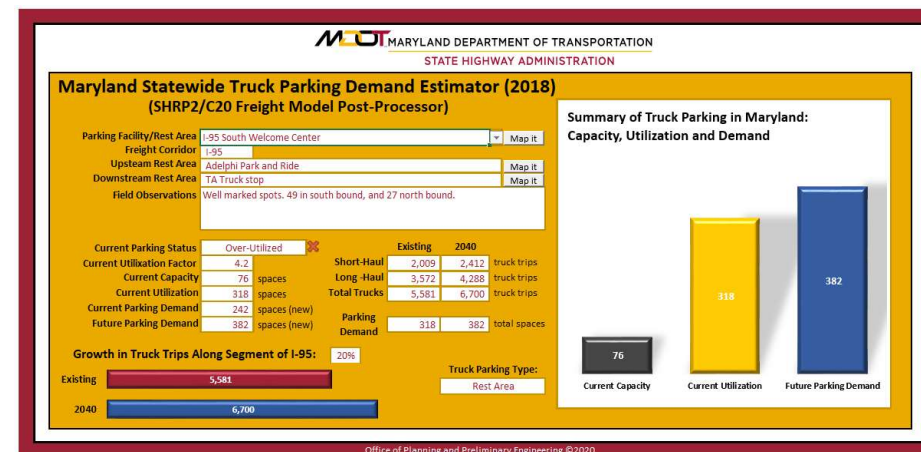 MDOT MARYLAND DEPARTMENT OF TRANSPORTATION
STATE HIGHWAY ADMINISTRATION
Maryland Statewide Truck Parking Demand Estimator (2018)
(SHRP2/C20 Freight Model Post-Processor)
Parking Facility/Rest Area I-95 South Welcome Center Map it
Freight Corridor I-95
Upsteam Rest Area Adelphi Park and Ride Map it
Downstream Rest Area TA Truck stop Map it
Field Observations Well marked spots. 49 in south bound, and 27 north bound.
Current Parking Status Over-Utilized
Current Utilixation Factor 4.2
Current Capacity 76 spaces
Current Utilization 318 spaces
Current Parking Demand 242 spaces (new)
Future Parking Demand 382 spaces (new)
Existing 2040
Short-Haul 2,009 2,412 truck trips
Long -Haul 3,572 4,288 truck trips
Total Trucks 5,581 6,700 truck trips
Parking
Demand 318 382 total spaces
Growth in Truck Trips Along Segment of I-95: 20%
Existing 5,581
2040 6,700
Truck Parking Type:
Rest Area
Summary of Truck Parking in Maryland:
Capacity, Utilization and Demand
76 318 382
Current Capacity Current Utilization Future Parking Demand
Office of Planning and Preliminary Engineering ©2020